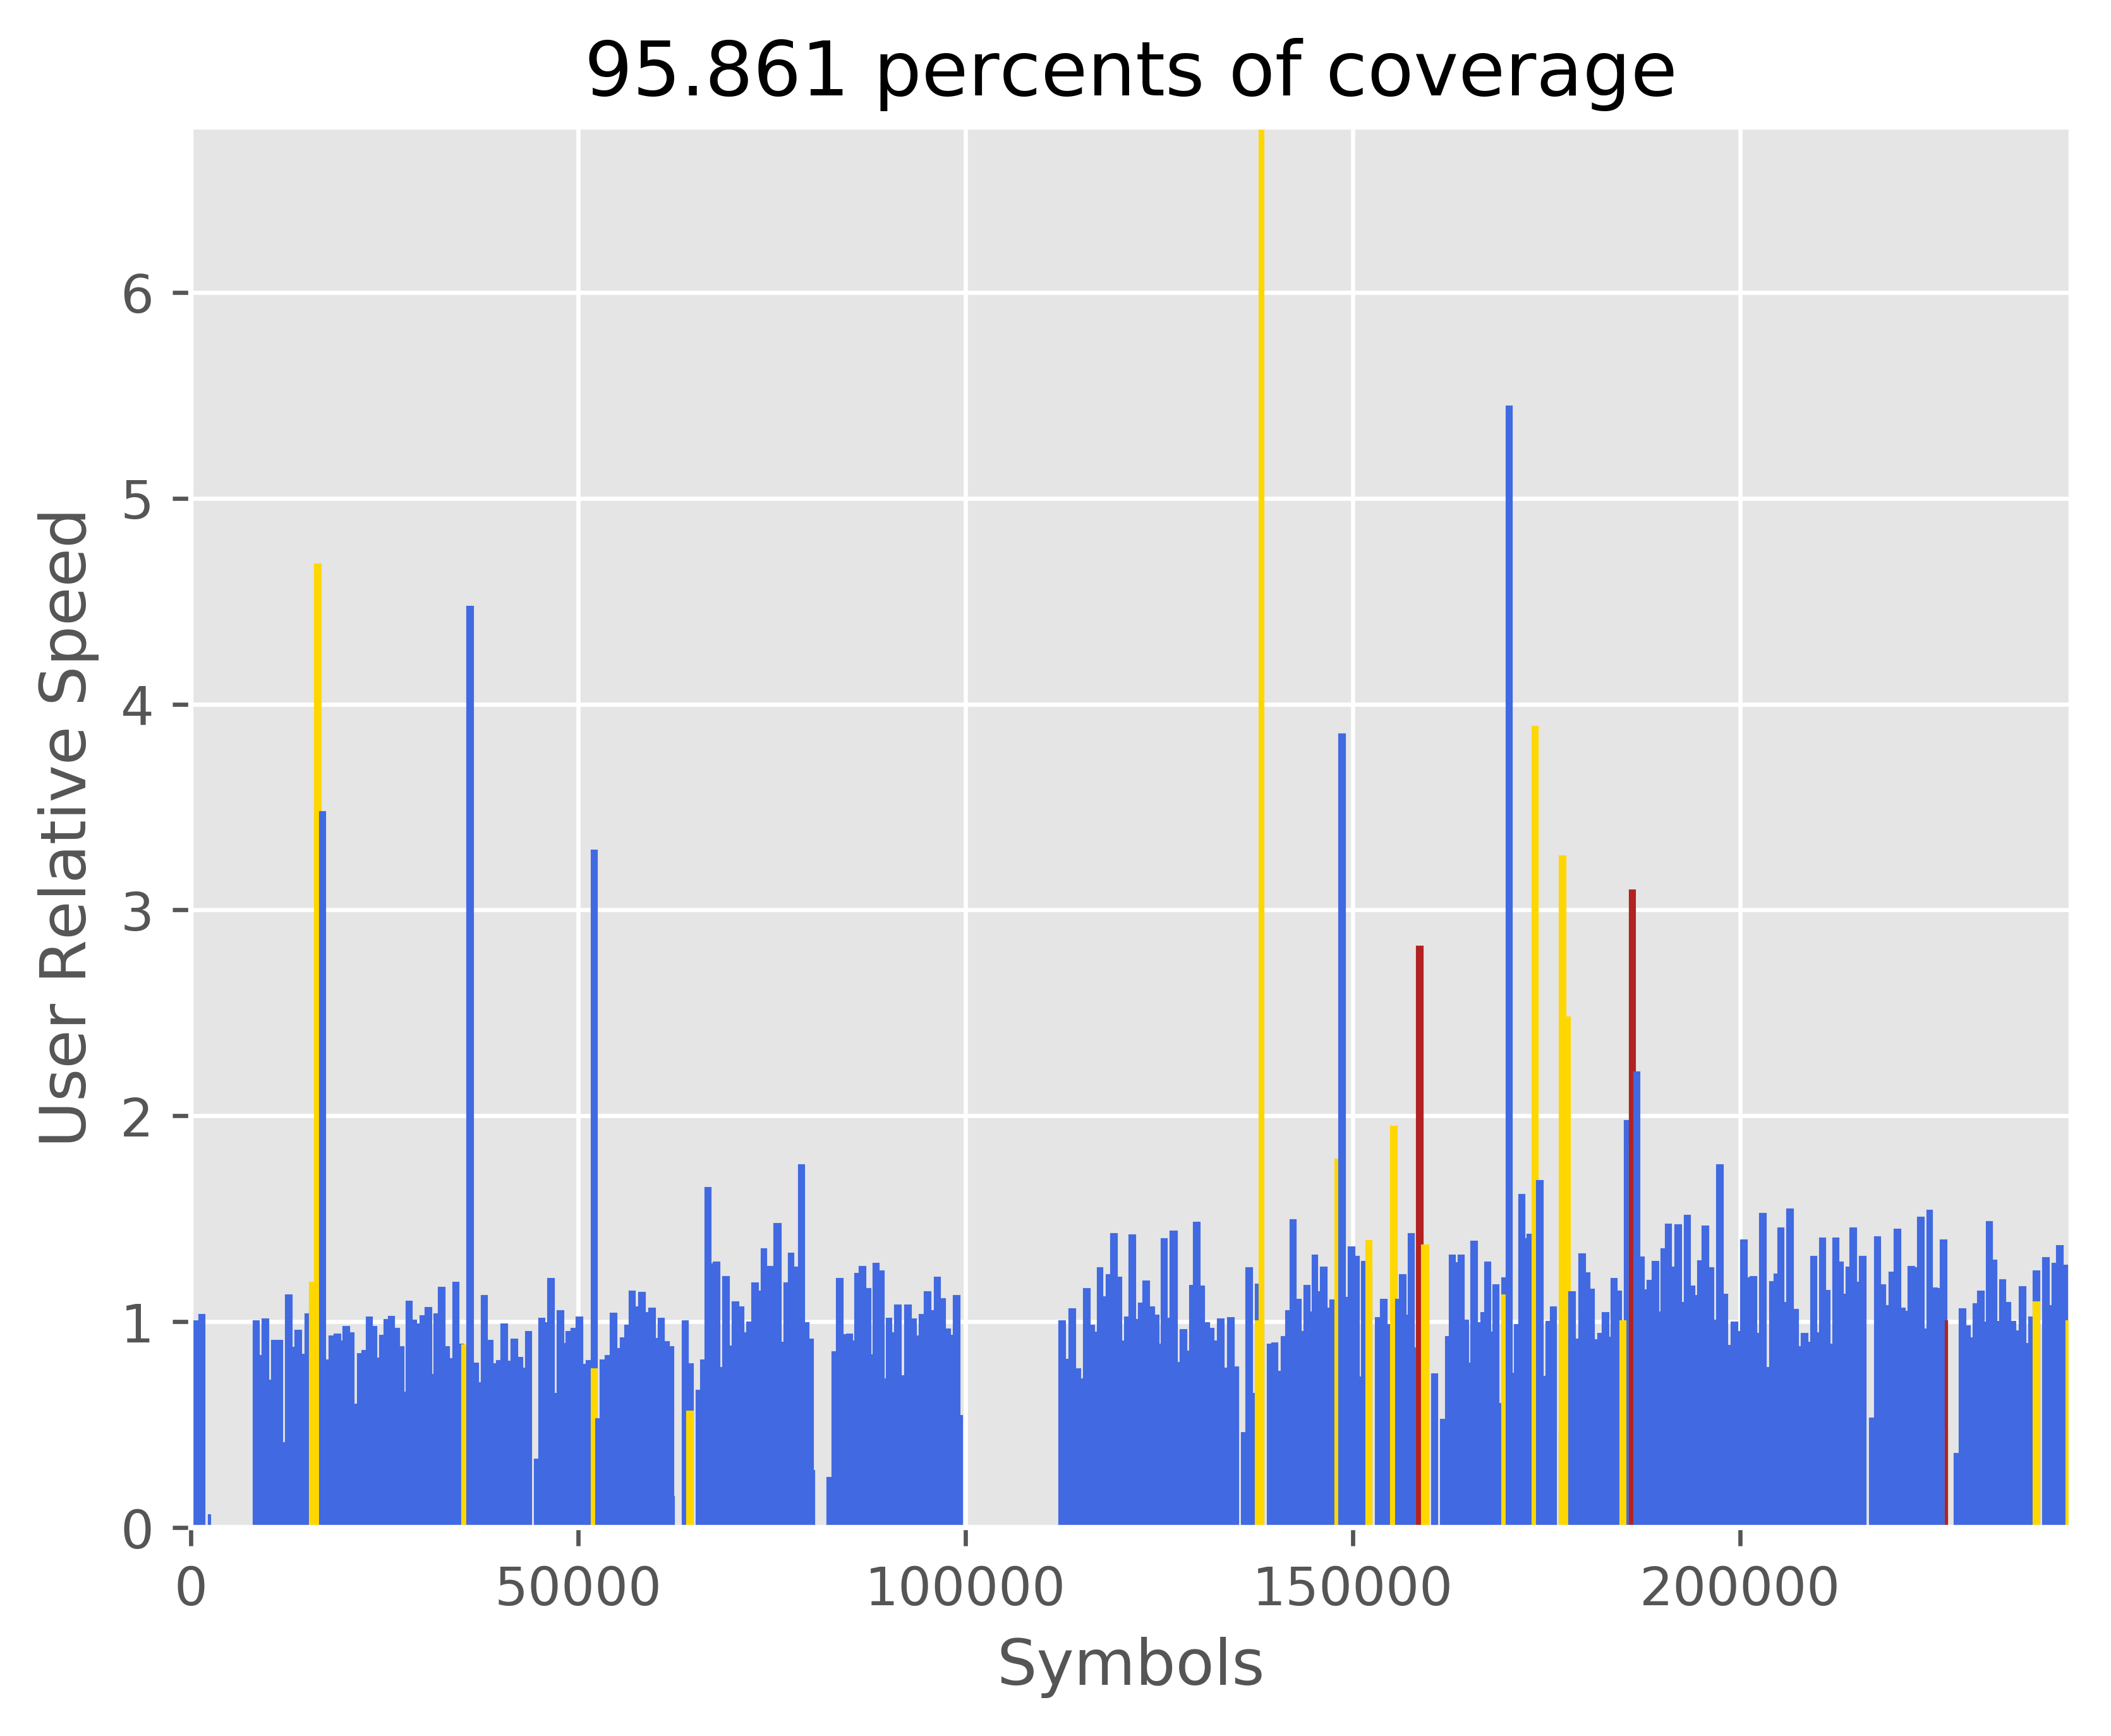 95.861 percents of coverage
User Relative Speed
6
5
4
3
2
1
0
0 50000 100000 150000 200000
Symbols